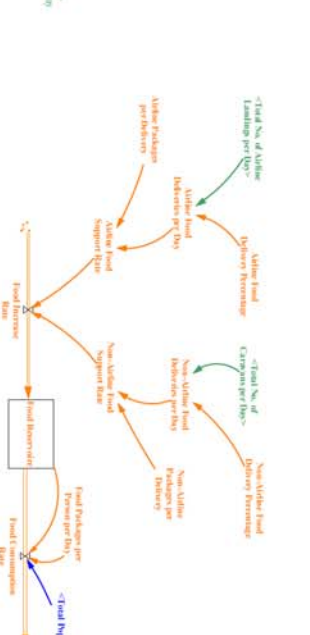 <Total No. of Airline
Landings per Day>
Airline Food
Delivery Percentage
Airline Food
Deliveries per Day
Airline Packages
per Delivery
Airline Food
Support Rate
<Total No. of
Caravans per Day>
Non-Airline Food
Delivery Percentage
Non-Airline Food
Deliveries per Day
Non-Airline
Packages per
Delivery
Non-Airline Food
Support Rate
Food Increase
Rate
Food Reservoire
Food Packages per
Person per Day
Food Consumption
Rate
<Total